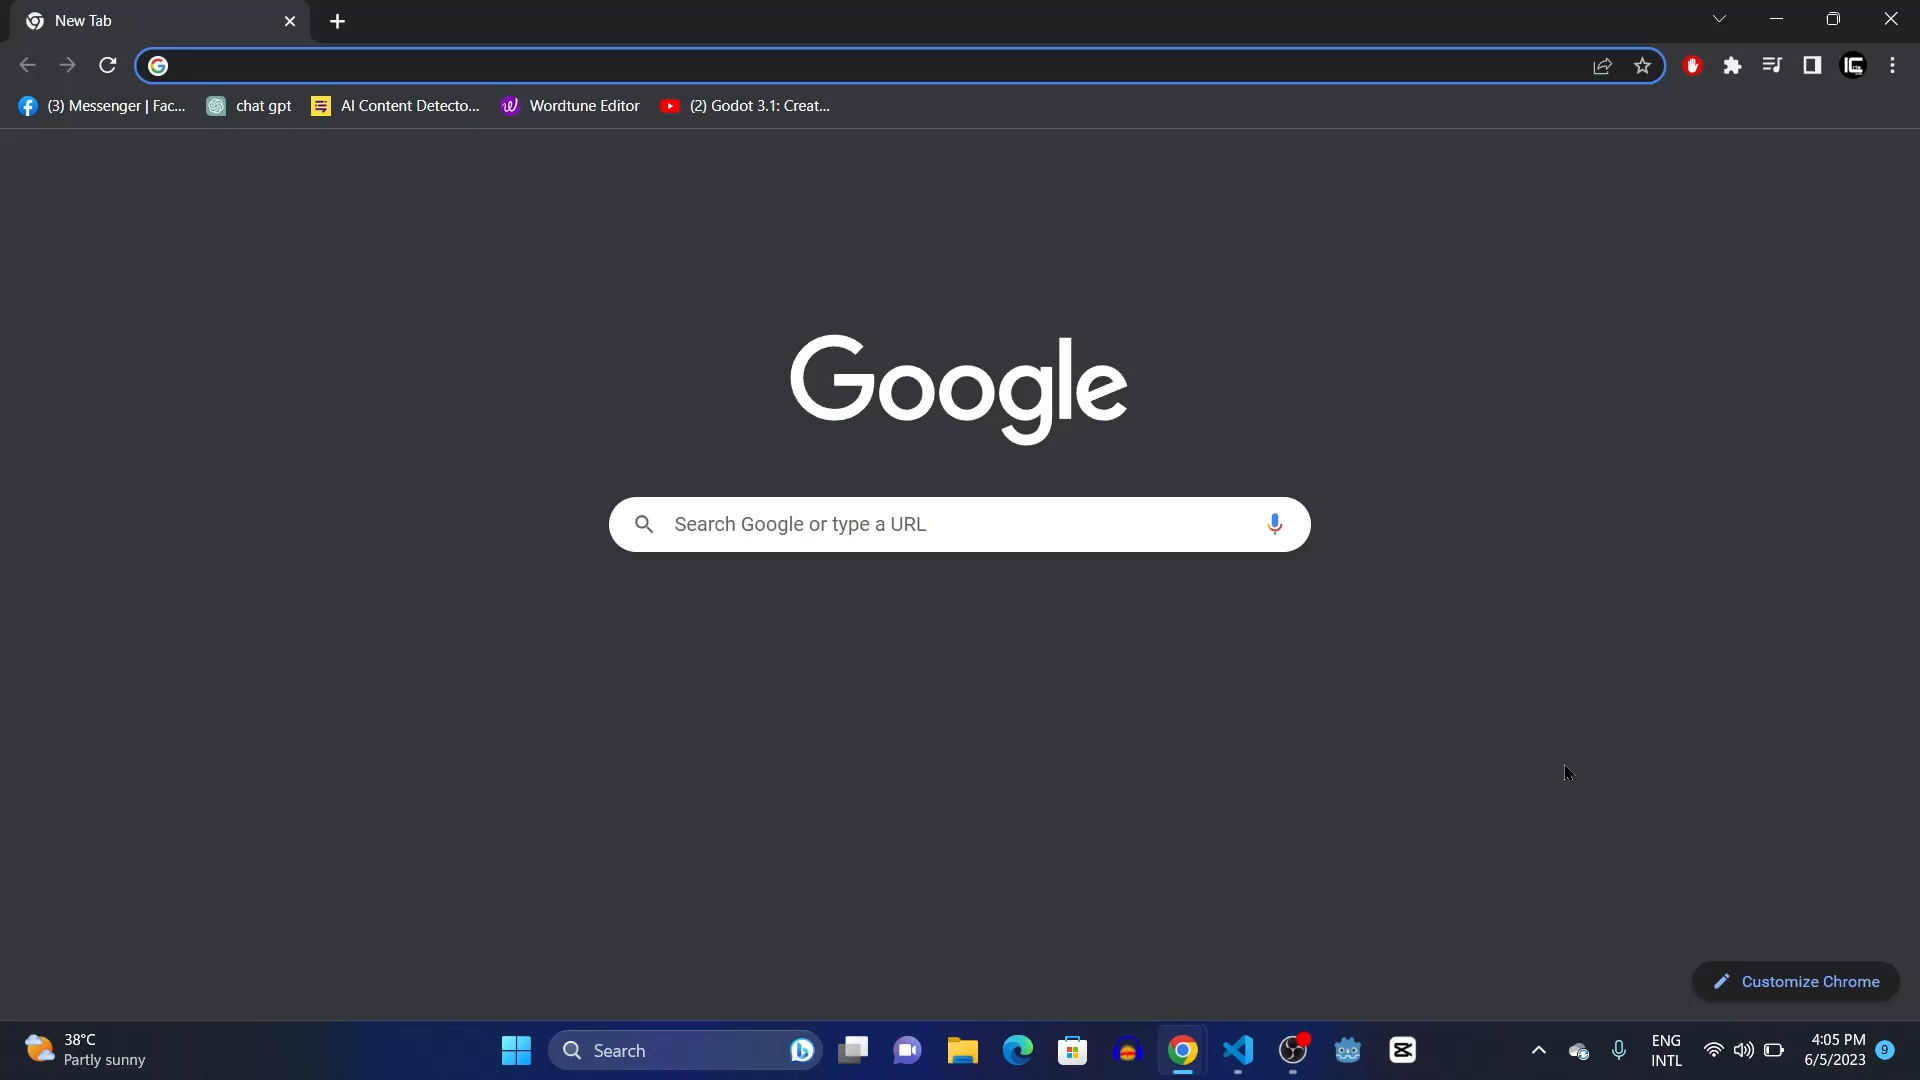 New Tab
(3) Messenger | Fac...
chat gpt
AI Content Detecto...
Wordtune Editor
(2) Godot 3.1: Creat...
Google
Search Google or type a URL
Customize Chrome
38°C
Partly sunny
Search
ENG
INTL
4:05 PM
6/5/2023
9